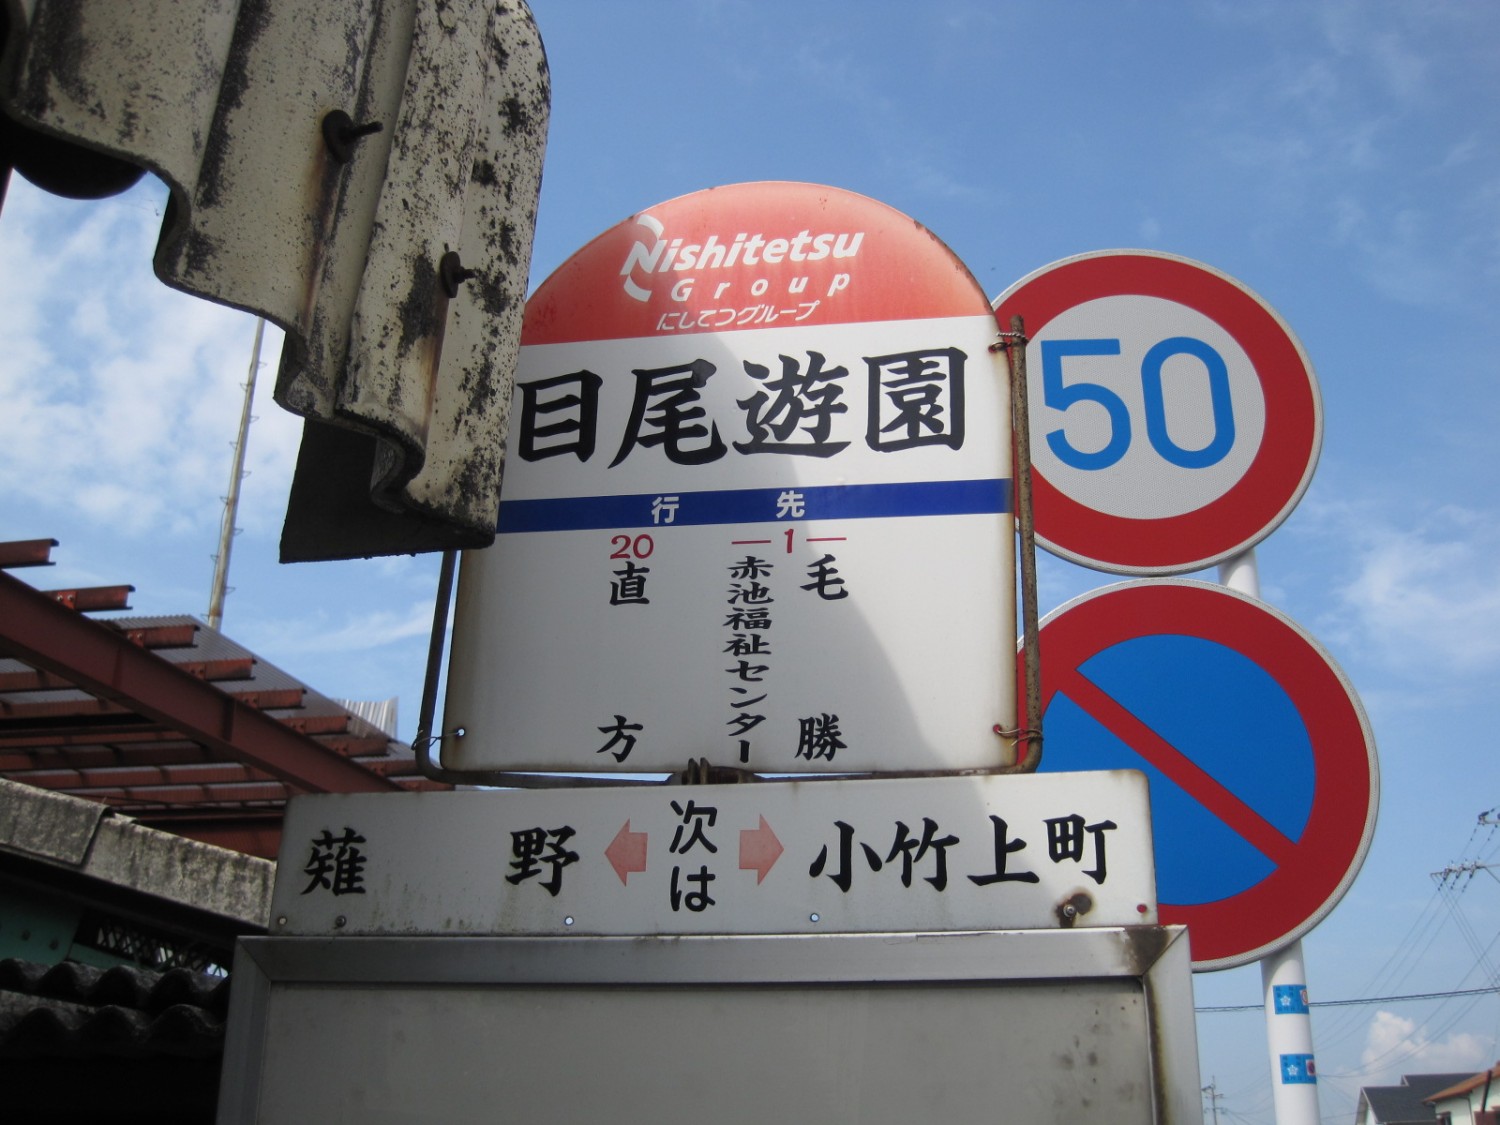 Nishitetsu
Group
にしてつグループ
目尾遊園
行先
20 直方
1 毛勝
赤池福祉センター
薙野 次は 小竹上町
50